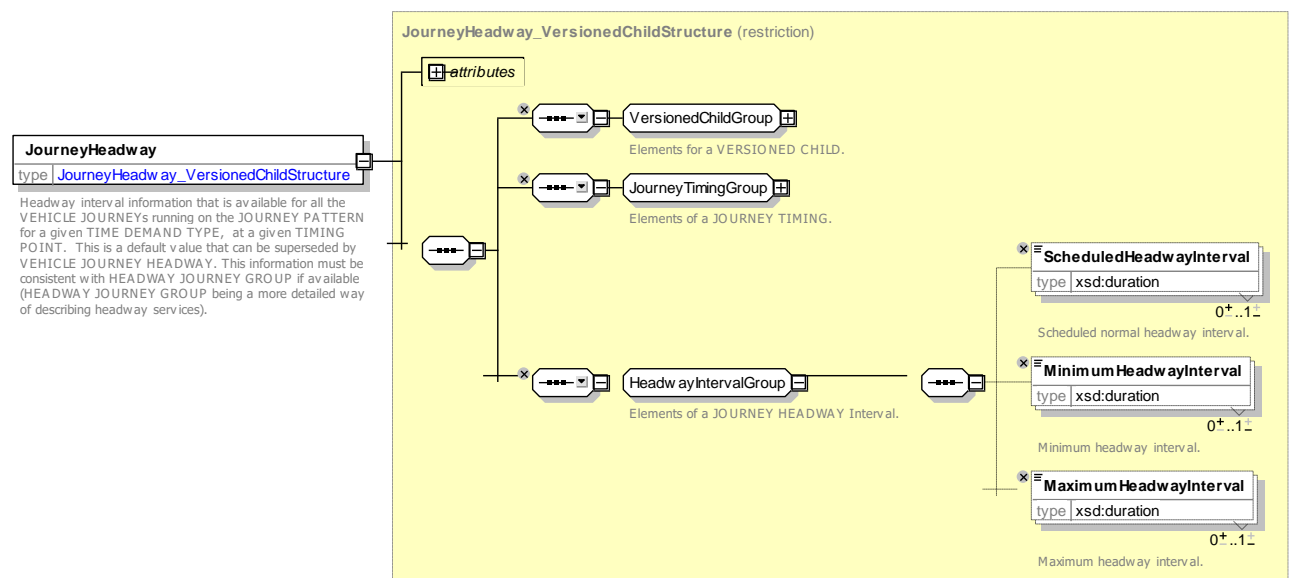 JourneyHeadway_VersionedChildStructure (restriction)
attributes
VersionedChildGroup
Elements for a VERSIONED CHILD.
JourneyHeadway
type JourneyHeadway_VersionedChildStructure
Headway interval information that is available for all the
VEHICLE JOURNEYs running on the JOURNEY PATTERN
for a given TIME DEMAND TYPE, at a given TIMING
POINT. This is a default value that can be superseded by
VEHICLE JOURNEY HEADWAY. This information must be
consistent with HEADWAY JOURNEY GROUP if available
(HEADWAY JOURNEY GROUP being a more detailed way
of describing headway services).
JourneyTimingGroup
Elements of a JOURNEY TIMING.
ScheduledHeadwayInterval
type xsd:duration
0..1
Scheduled normal headway interval.
HeadwayIntervalGroup
Elements of a JOURNEY HEADWAY Interval.
MinimumHeadwayInterval
type xsd:duration
0..1
Minimum headway interval.
MaximumHeadwayInterval
type xsd:duration
0..1
Maximum headway interval.